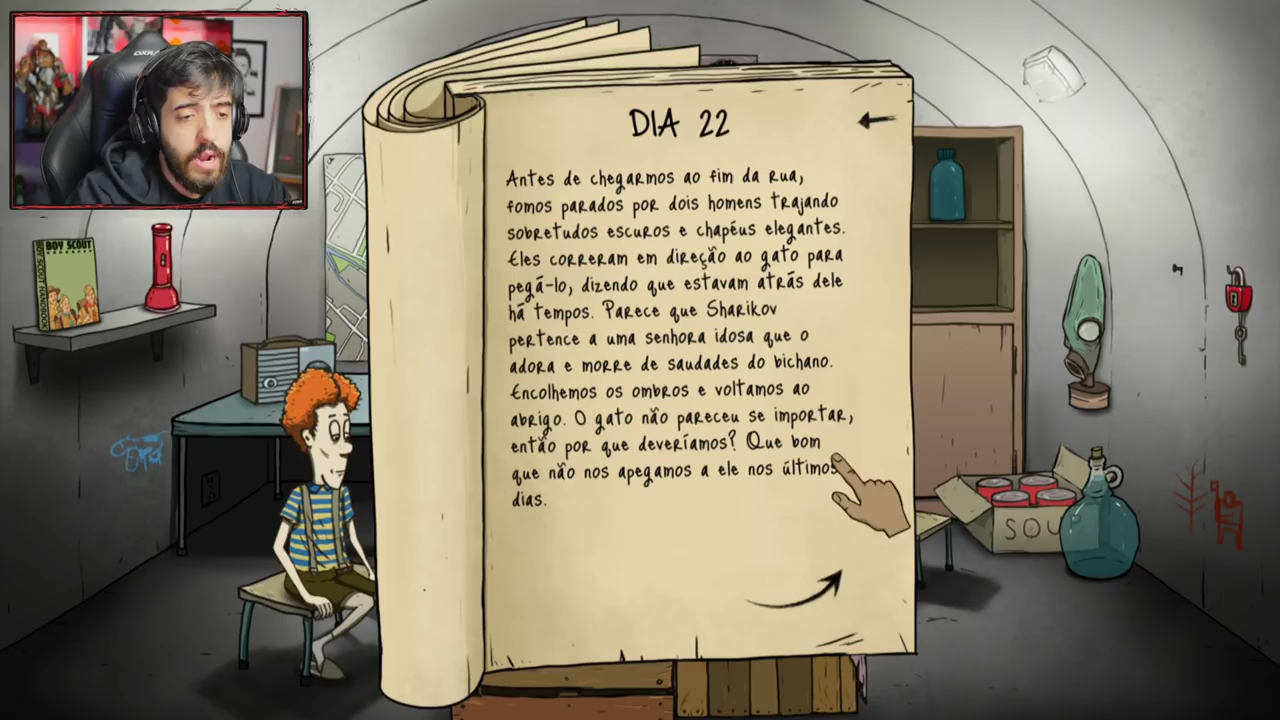 DIA 22
Antes de chegarmos ao fim da rua,
fomos parados por dois homens trajando
sobretudos escuros e chapéus elegantes.
Eles correram em direção ao gato para
pegá-lo, dizendo que estavam atrás dele
há tempos. Parece que Sharikov
pertence a uma senhora idosa que o
adora e morre de saudades do bichano.
Encolhemos os ombros e voltamos ao
abrigo. O gato não pareceu se importar,
então por que deveríamos? Que bom
que não nos apegamos a ele nos últimos
dias.
BOY SCOUT
BOY SCOUT HANDBOOK
SOU